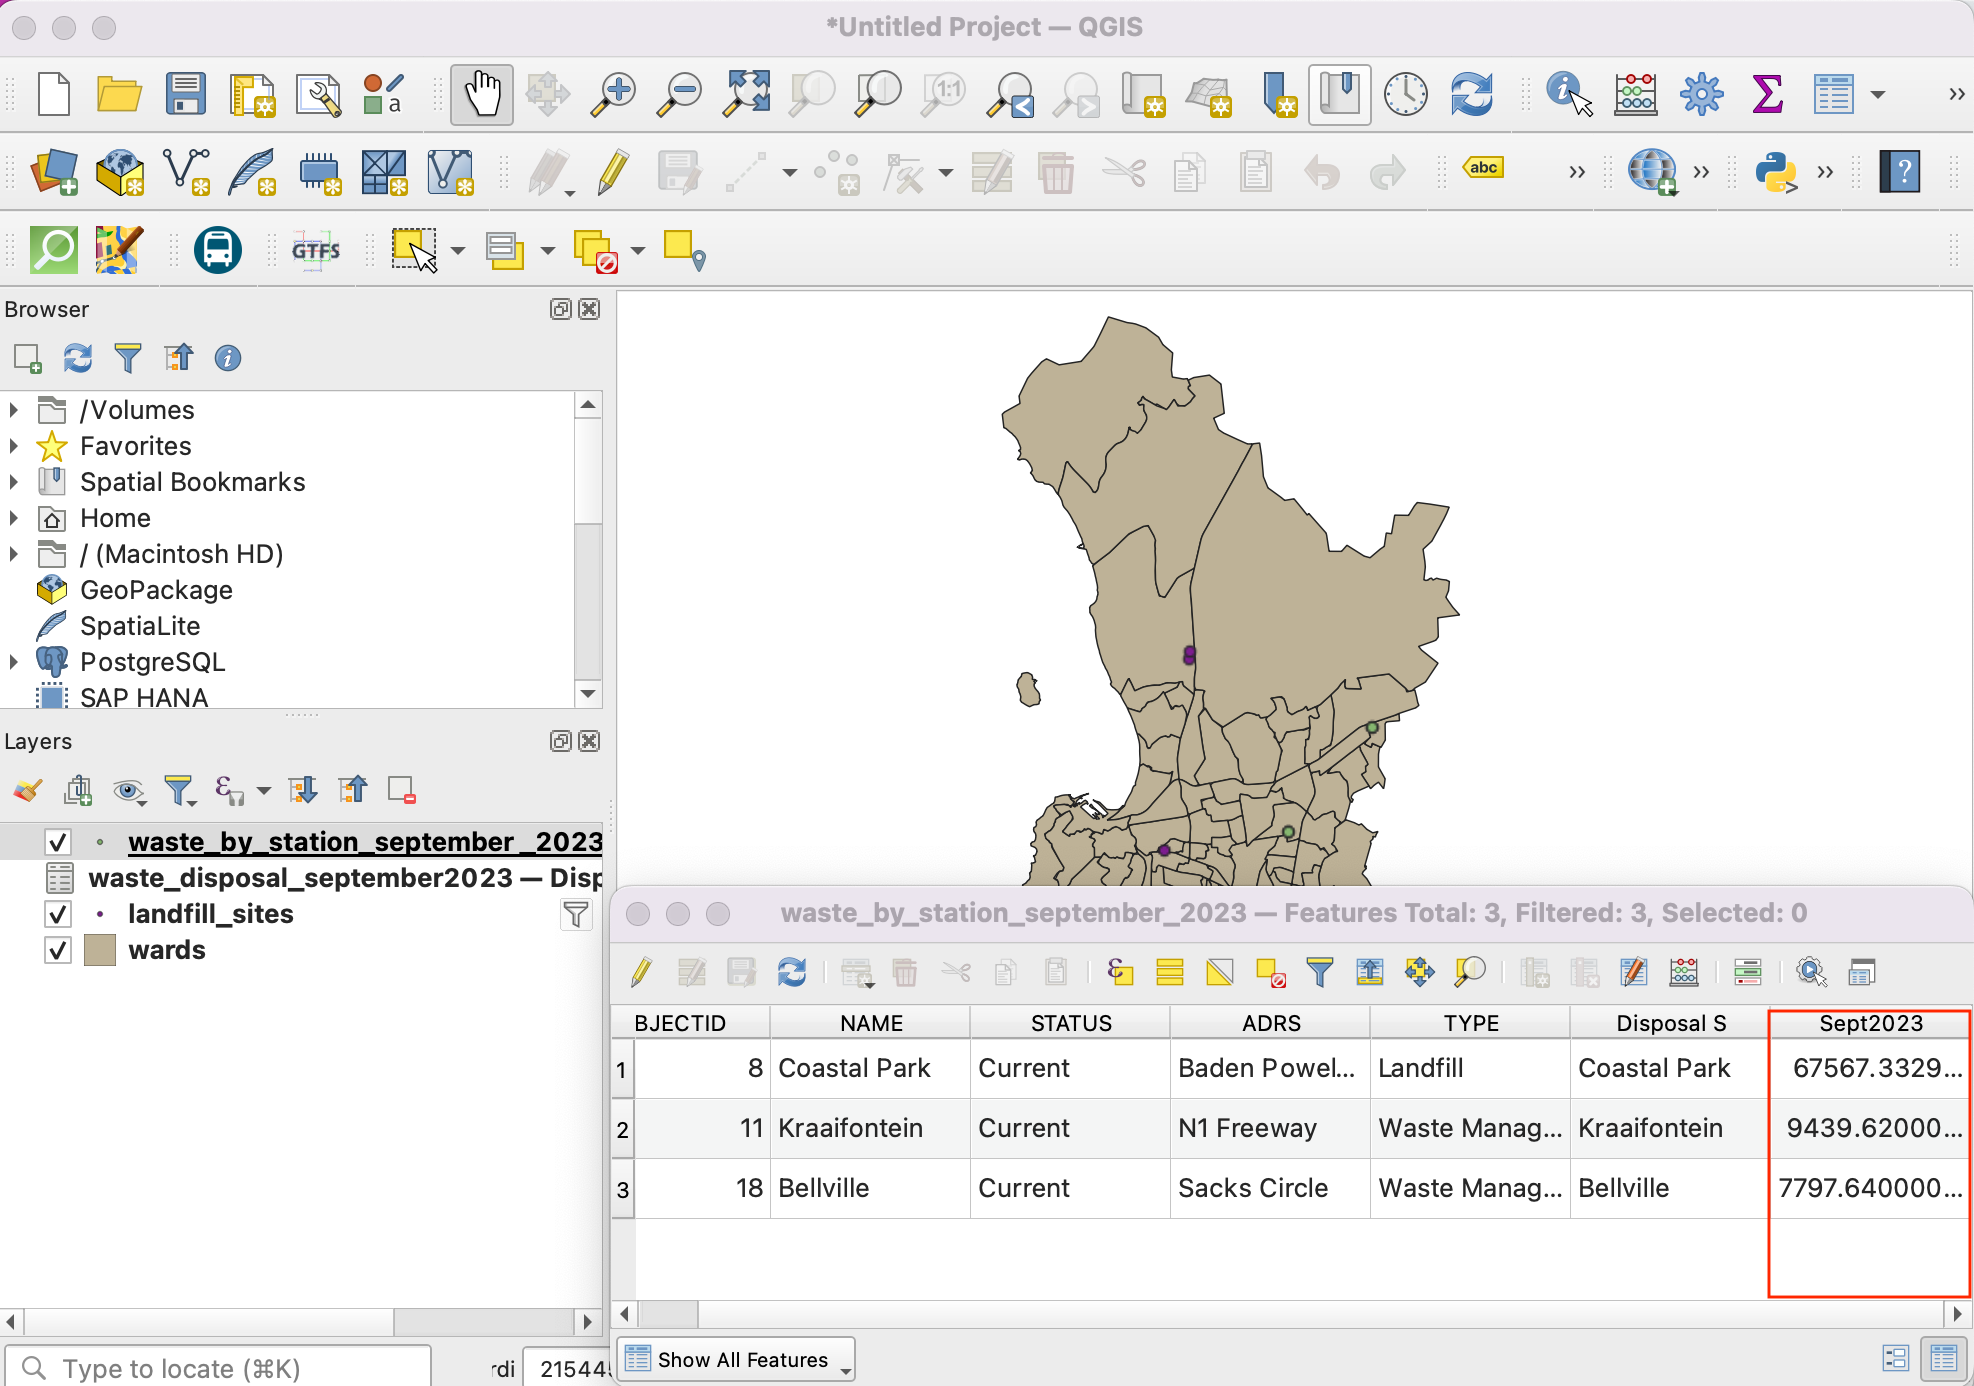 *Untitled Project — QGIS
1:1
a
»
abc
»
»
»
?
GTFS
Browser
/Volumes
Favorites
Spatial Bookmarks
Home
/ (Macintosh HD)
GeoPackage
SpatiaLite
PostgreSQL
SAP HANA
Layers
waste_by_station_september_2023
waste_disposal_september2023 — Disp
landfill_sites
wards
waste_by_station_september_2023 — Features Total: 3, Filtered: 3, Selected: 0
BJECTID NAME STATUS ADRS TYPE Disposal S Sept2023
1 8 Coastal Park Current Baden Powel... Landfill Coastal Park 67567.3329...
2 11 Kraaifontein Current N1 Freeway Waste Manag... Kraaifontein 9439.62000...
3 18 Bellville Current Sacks Circle Waste Manag... Bellville 7797.640000...
Show All Features
Type to locate (⌘K) rdi 21544